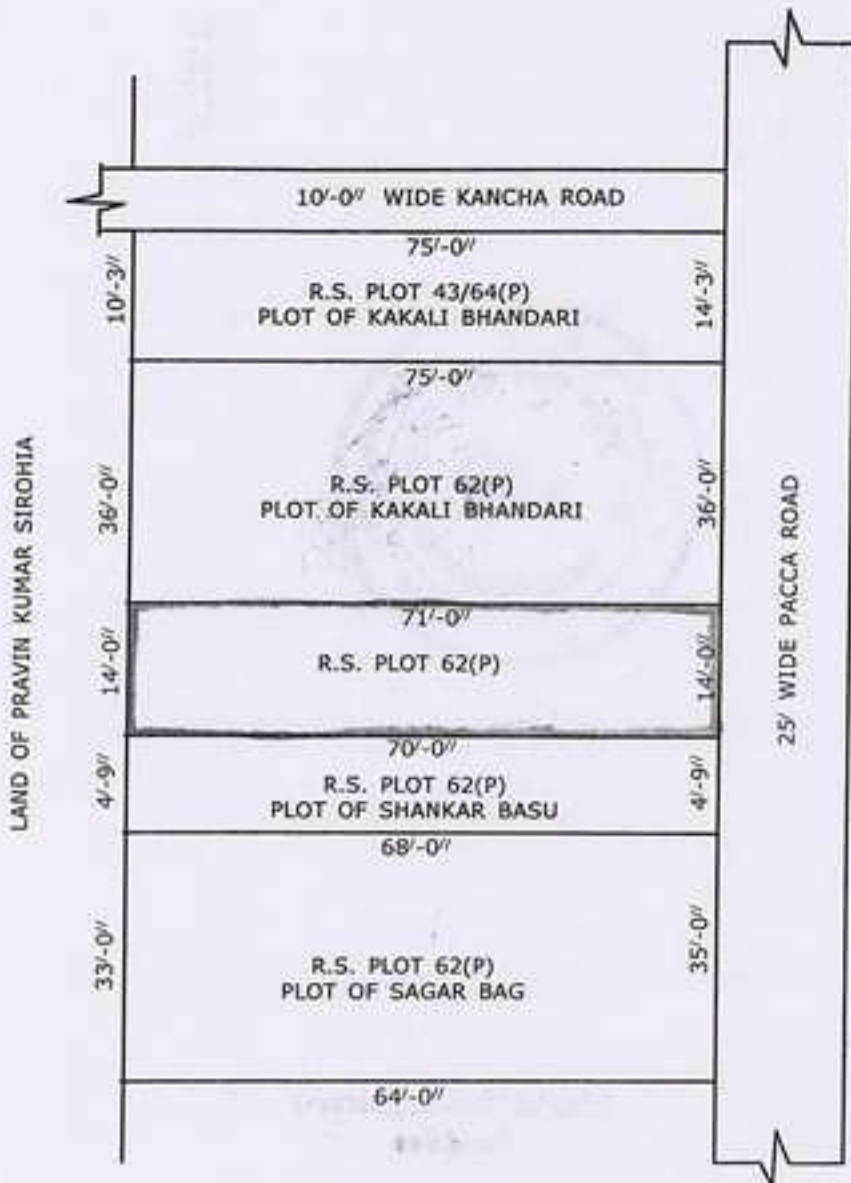 10'-0" WIDE KANCHA ROAD
75'-0"
10'-3"
R.S. PLOT 43/64(P)
PLOT OF KAKALI BHANDARI
14'-3"
75'-0"
36'-0"
R.S. PLOT 62(P)
PLOT OF KAKALI BHANDARI
36'-0"
LAND OF PRAVIN KUMAR SIROHIA
25' WIDE PACCA ROAD
71'-0"
14'-0"
R.S. PLOT 62(P)
14'-0"
70'-0"
4'-9"
R.S. PLOT 62(P)
PLOT OF SHANKAR BASU
4'-9"
68'-0"
33'-0"
R.S. PLOT 62(P)
PLOT OF SAGAR BAG
35'-0"
64'-0"